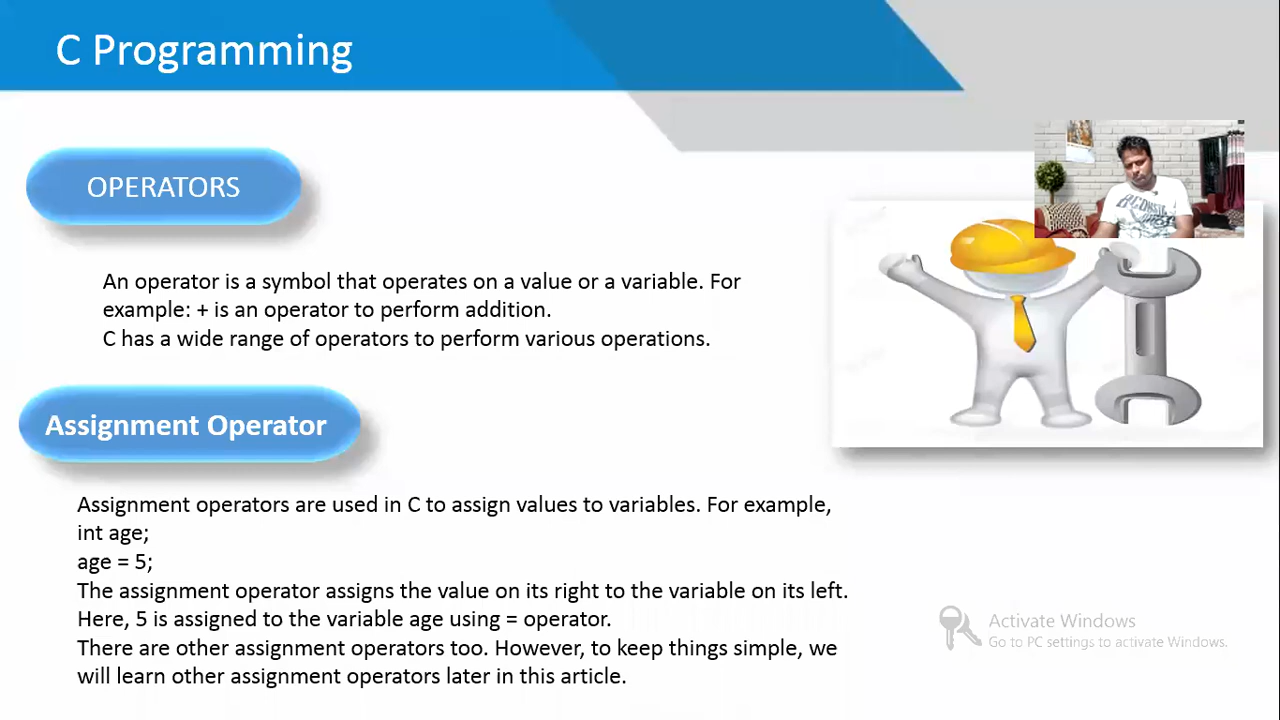 C Programming
OPERATORS
An operator is a symbol that operates on a value or a variable. For
example: + is an operator to perform addition.
C has a wide range of operators to perform various operations.
Assignment Operator
Assignment operators are used in C to assign values to variables. For example,
int age;
age = 5;
The assignment operator assigns the value on its right to the variable on its left.
Here, 5 is assigned to the variable age using = operator.
There are other assignment operators too. However, to keep things simple, we
will learn other assignment operators later in this article.
Activate Windows
Go to PC settings to activate Windows.